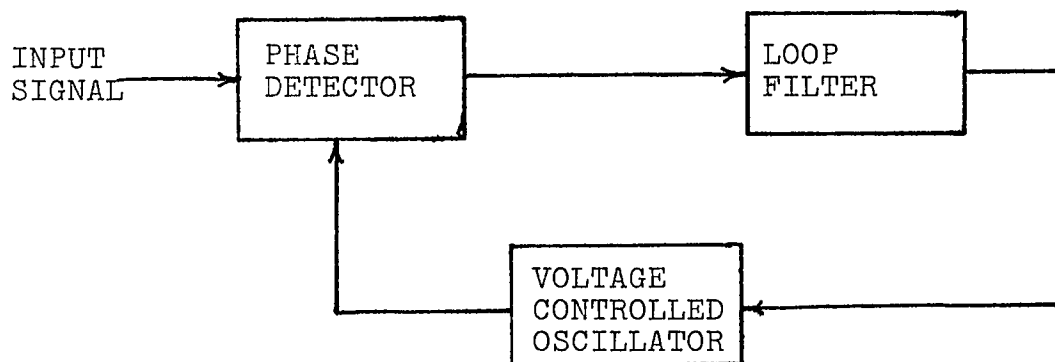 INPUT
SIGNAL
PHASE
DETECTOR
LOOP
FILTER
VOLTAGE
CONTROLLED
OSCILLATOR